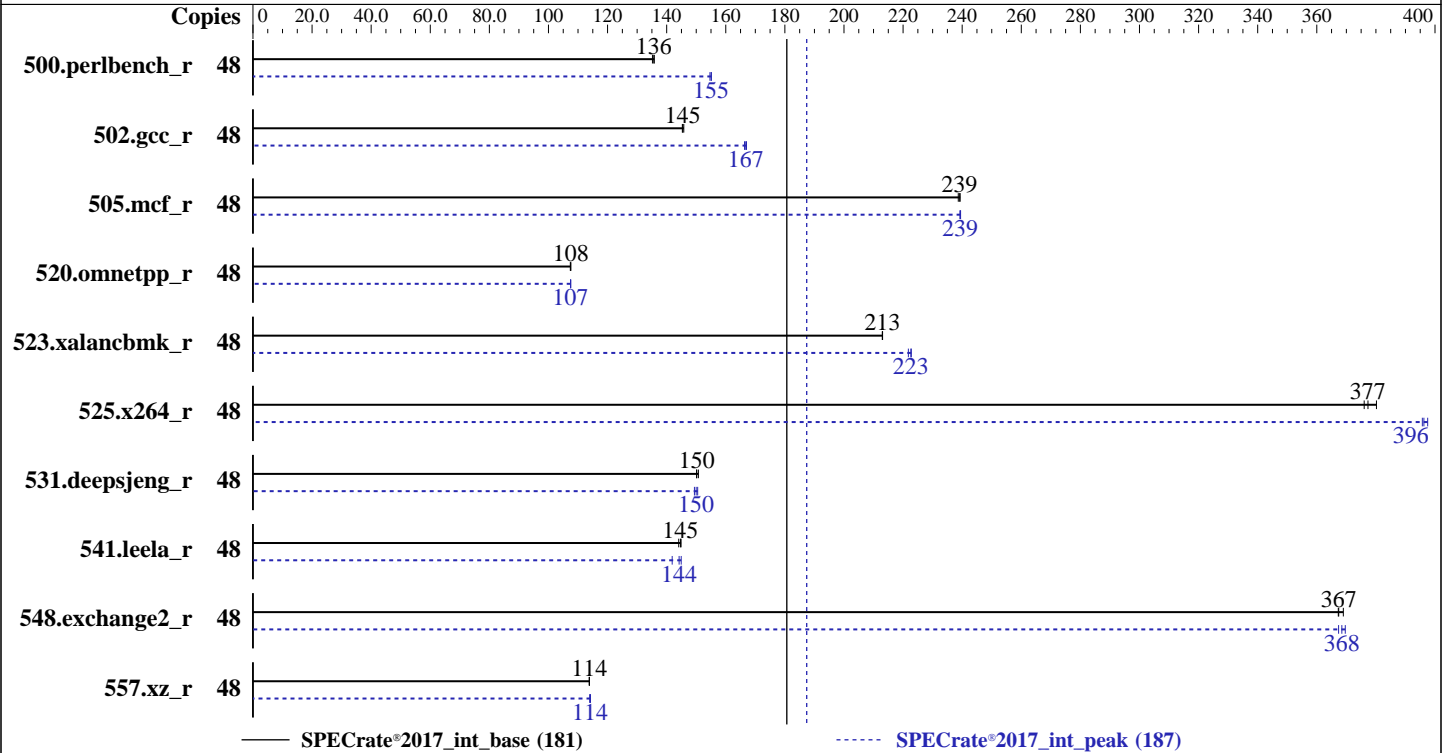 Copies 0 20.0 40.0 60.0 80.0 100 120 140 160 180 200 220 240 260 280 300 320 340 360 400
136
500.perlbench_r 48
155
145
502.gcc_r 48
167
239
505.mcf_r 48
239
108
520.omnetpp_r 48
107
213
523.xalancbmk_r 48
223
377
525.x264_r 48
396
150
531.deepsjeng_r 48
150
145
541.leela_r 48
144
367
548.exchange2_r 48
368
114
557.xz_r 48
114
SPECrate®2017_int_base (181) SPECrate®2017_int_peak (187)